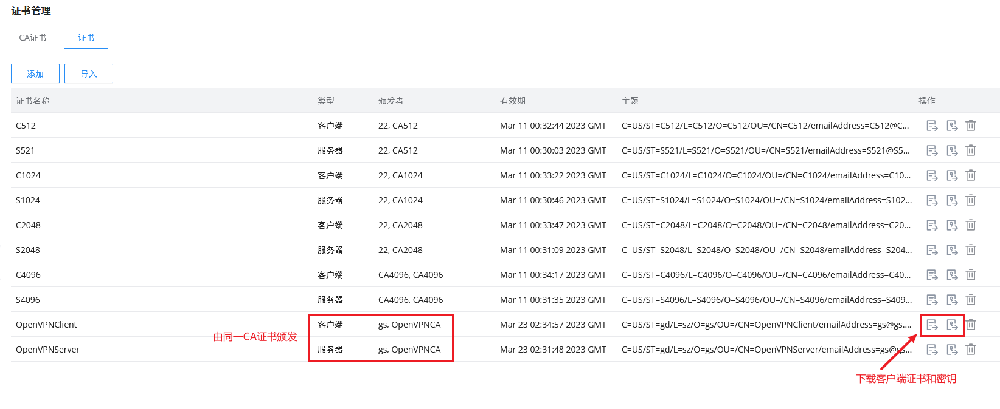 证书管理
CA证书 证书
添加 导入
证书名称 类型 颁发者 有效期 主题 操作
C512 客户端 22, CA512 Mar 11 00:32:44 2023 GMT C=US/ST=C512/L=C512/O=C512/OU=/CN=C512/emailAddress=C512@C...
S521 服务器 22, CA512 Mar 11 00:30:03 2023 GMT C=US/ST=S521/L=S521/O=S521/OU=/CN=S521/emailAddress=S521@S5...
C1024 客户端 22, CA1024 Mar 11 00:33:22 2023 GMT C=US/ST=C1024/L=C1024/O=C1024/OU=/CN=C1024/emailAddress=C10...
S1024 服务器 22, CA1024 Mar 11 00:30:46 2023 GMT C=US/ST=S1024/L=S1024/O=S1024/OU=/CN=S1024/emailAddress=S102...
C2048 客户端 22, CA2048 Mar 11 00:33:47 2023 GMT C=US/ST=C2048/L=C2048/O=C2048/OU=/CN=C2048/emailAddress=C20...
S2048 服务器 22, CA2048 Mar 11 00:31:09 2023 GMT C=US/ST=S2048/L=S2048/O=S2048/OU=/CN=S2048/emailAddress=S204...
C4096 客户端 CA4096, CA4096 Mar 11 00:34:17 2023 GMT C=US/ST=C4096/L=C4096/O=C4096/OU=/CN=C4096/emailAddress=C40...
S4096 服务器 CA4096, CA4096 Mar 11 00:31:35 2023 GMT C=US/ST=S4096/L=S4096/O=S4096/OU=/CN=S4096/emailAddress=S409...
OpenVPNClient 客户端 gs, OpenVPNCA Mar 23 02:34:57 2023 GMT C=US/ST=gd/L=sz/O=gs/OU=/CN=OpenVPNClient/emailAddress=gs@gs....
由同一CA证书颁发
OpenVPNServer 服务器 gs, OpenVPNCA Mar 23 02:31:48 2023 GMT C=US/ST=gd/L=sz/O=gs/OU=/CN=OpenVPNServer/emailAddress=gs@gs...
下载客户端证书和密钥